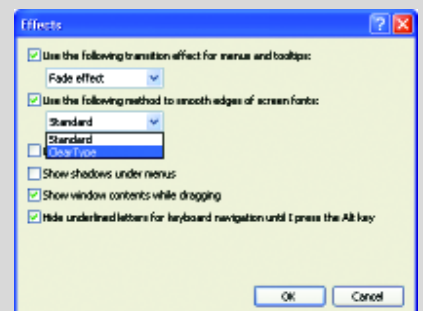 Effects
Use the following transition effect for menus and tooltips:
Fade effect
Use the following method to smooth edges of screen fonts:
Standard
Standard
ClearType
Show shadows under menus
Show window contents while dragging
Hide underlined letters for keyboard navigation until I press the Alt key
OK
Cancel